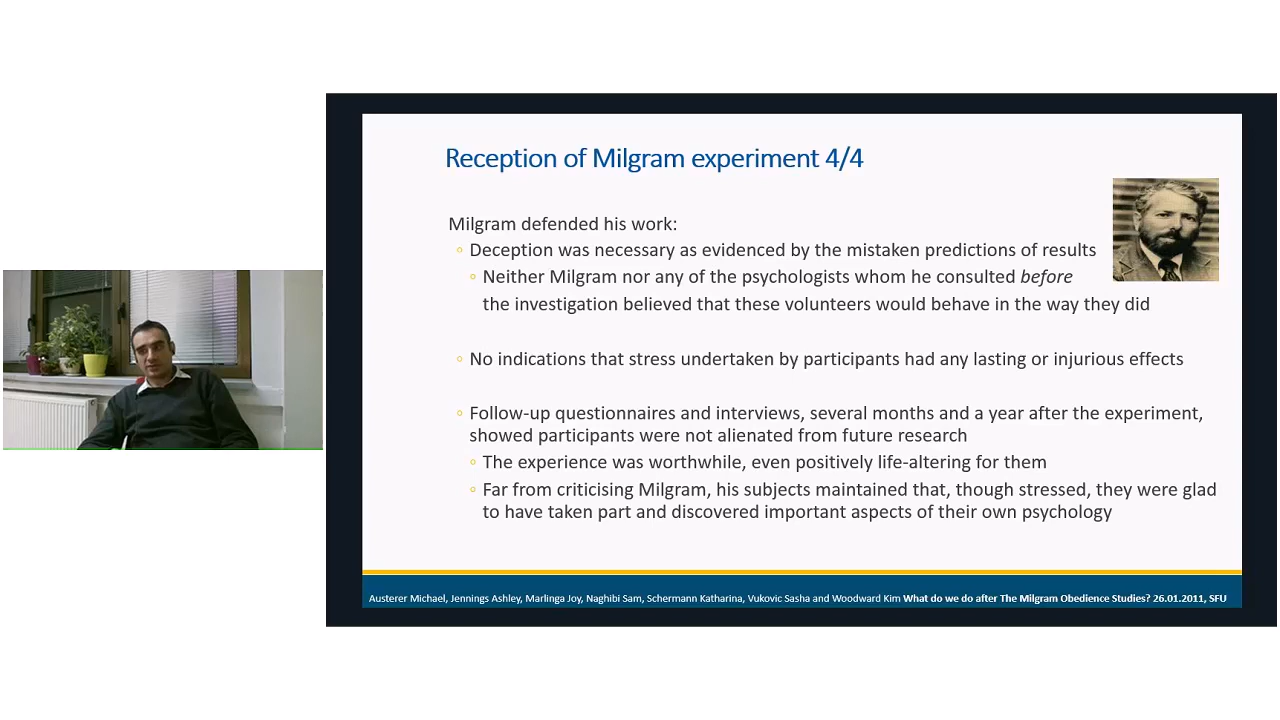 Reception of Milgram experiment 4/4
Milgram defended his work:
Deception was necessary as evidenced by the mistaken predictions of results
Neither Milgram nor any of the psychologists whom he consulted before
the investigation believed that these volunteers would behave in the way they did
No indications that stress undertaken by participants had any lasting or injurious effects
Follow-up questionnaires and interviews, several months and a year after the experiment,
showed participants were not alienated from future research
The experience was worthwhile, even positively life-altering for them
Far from criticising Milgram, his subjects maintained that, though stressed, they were glad
to have taken part and discovered important aspects of their own psychology
Austerer Michael, Jennings Ashley, Marlinga Joy, Naghibi Sam, Schermann Katharina, Vukovic Sasha and Woodward Kim What do we do after The Milgram Obedience Studies? 26.01.2011, SFU